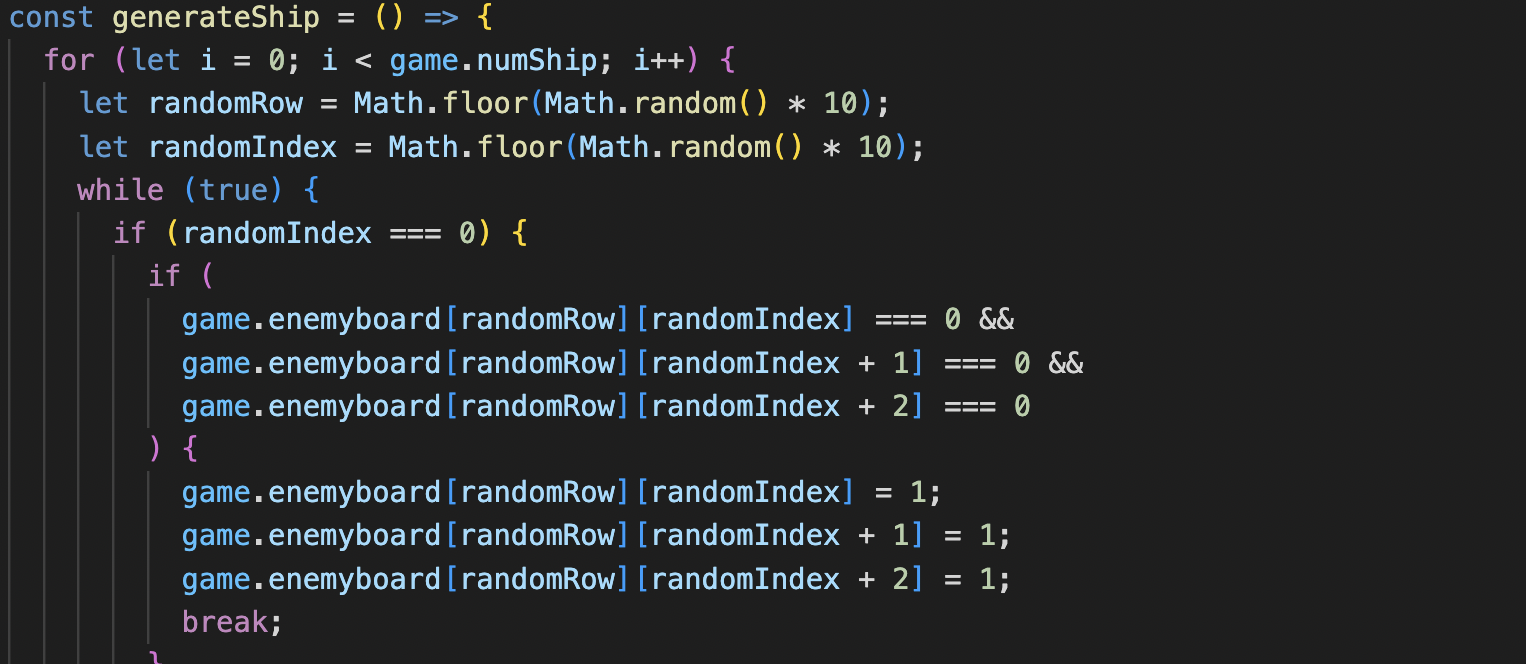 const generateShip = () => {
for (let i = 0; i < game.numShip; i++) {
let randomRow = Math.floor(Math.random() * 10);
let randomIndex = Math.floor(Math.random() * 10);
while (true) {
if (randomIndex === 0) {
if (
game.enemyboard[randomRow][randomIndex] === 0 &&
game.enemyboard[randomRow][randomIndex + 1] === 0 &&
game.enemyboard[randomRow][randomIndex + 2] === 0
) {
game.enemyboard[randomRow][randomIndex] = 1;
game.enemyboard[randomRow][randomIndex + 1] = 1;
game.enemyboard[randomRow][randomIndex + 2] = 1;
break;
}